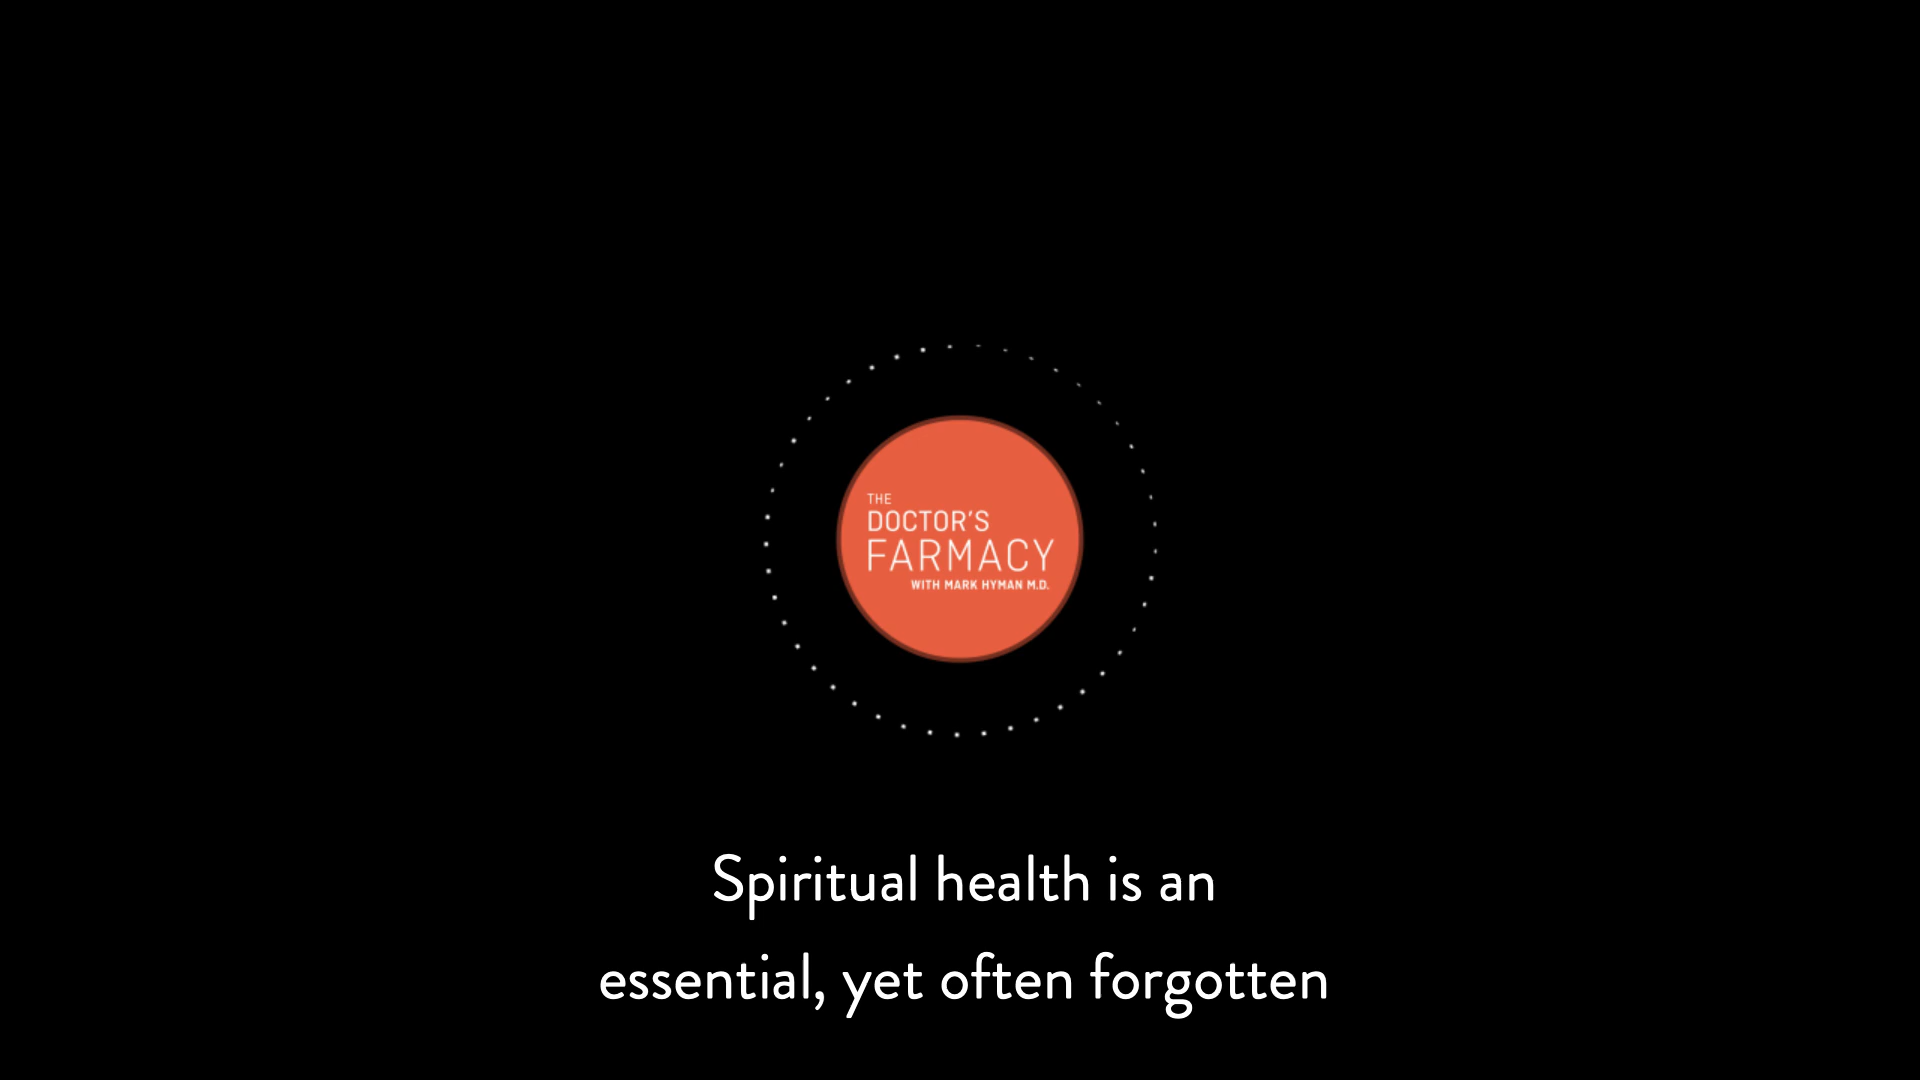 THE
DOCTOR'S
FARMACY
WITH MARK HYMAN M.D.
Spiritual health is an
essential, yet often forgotten